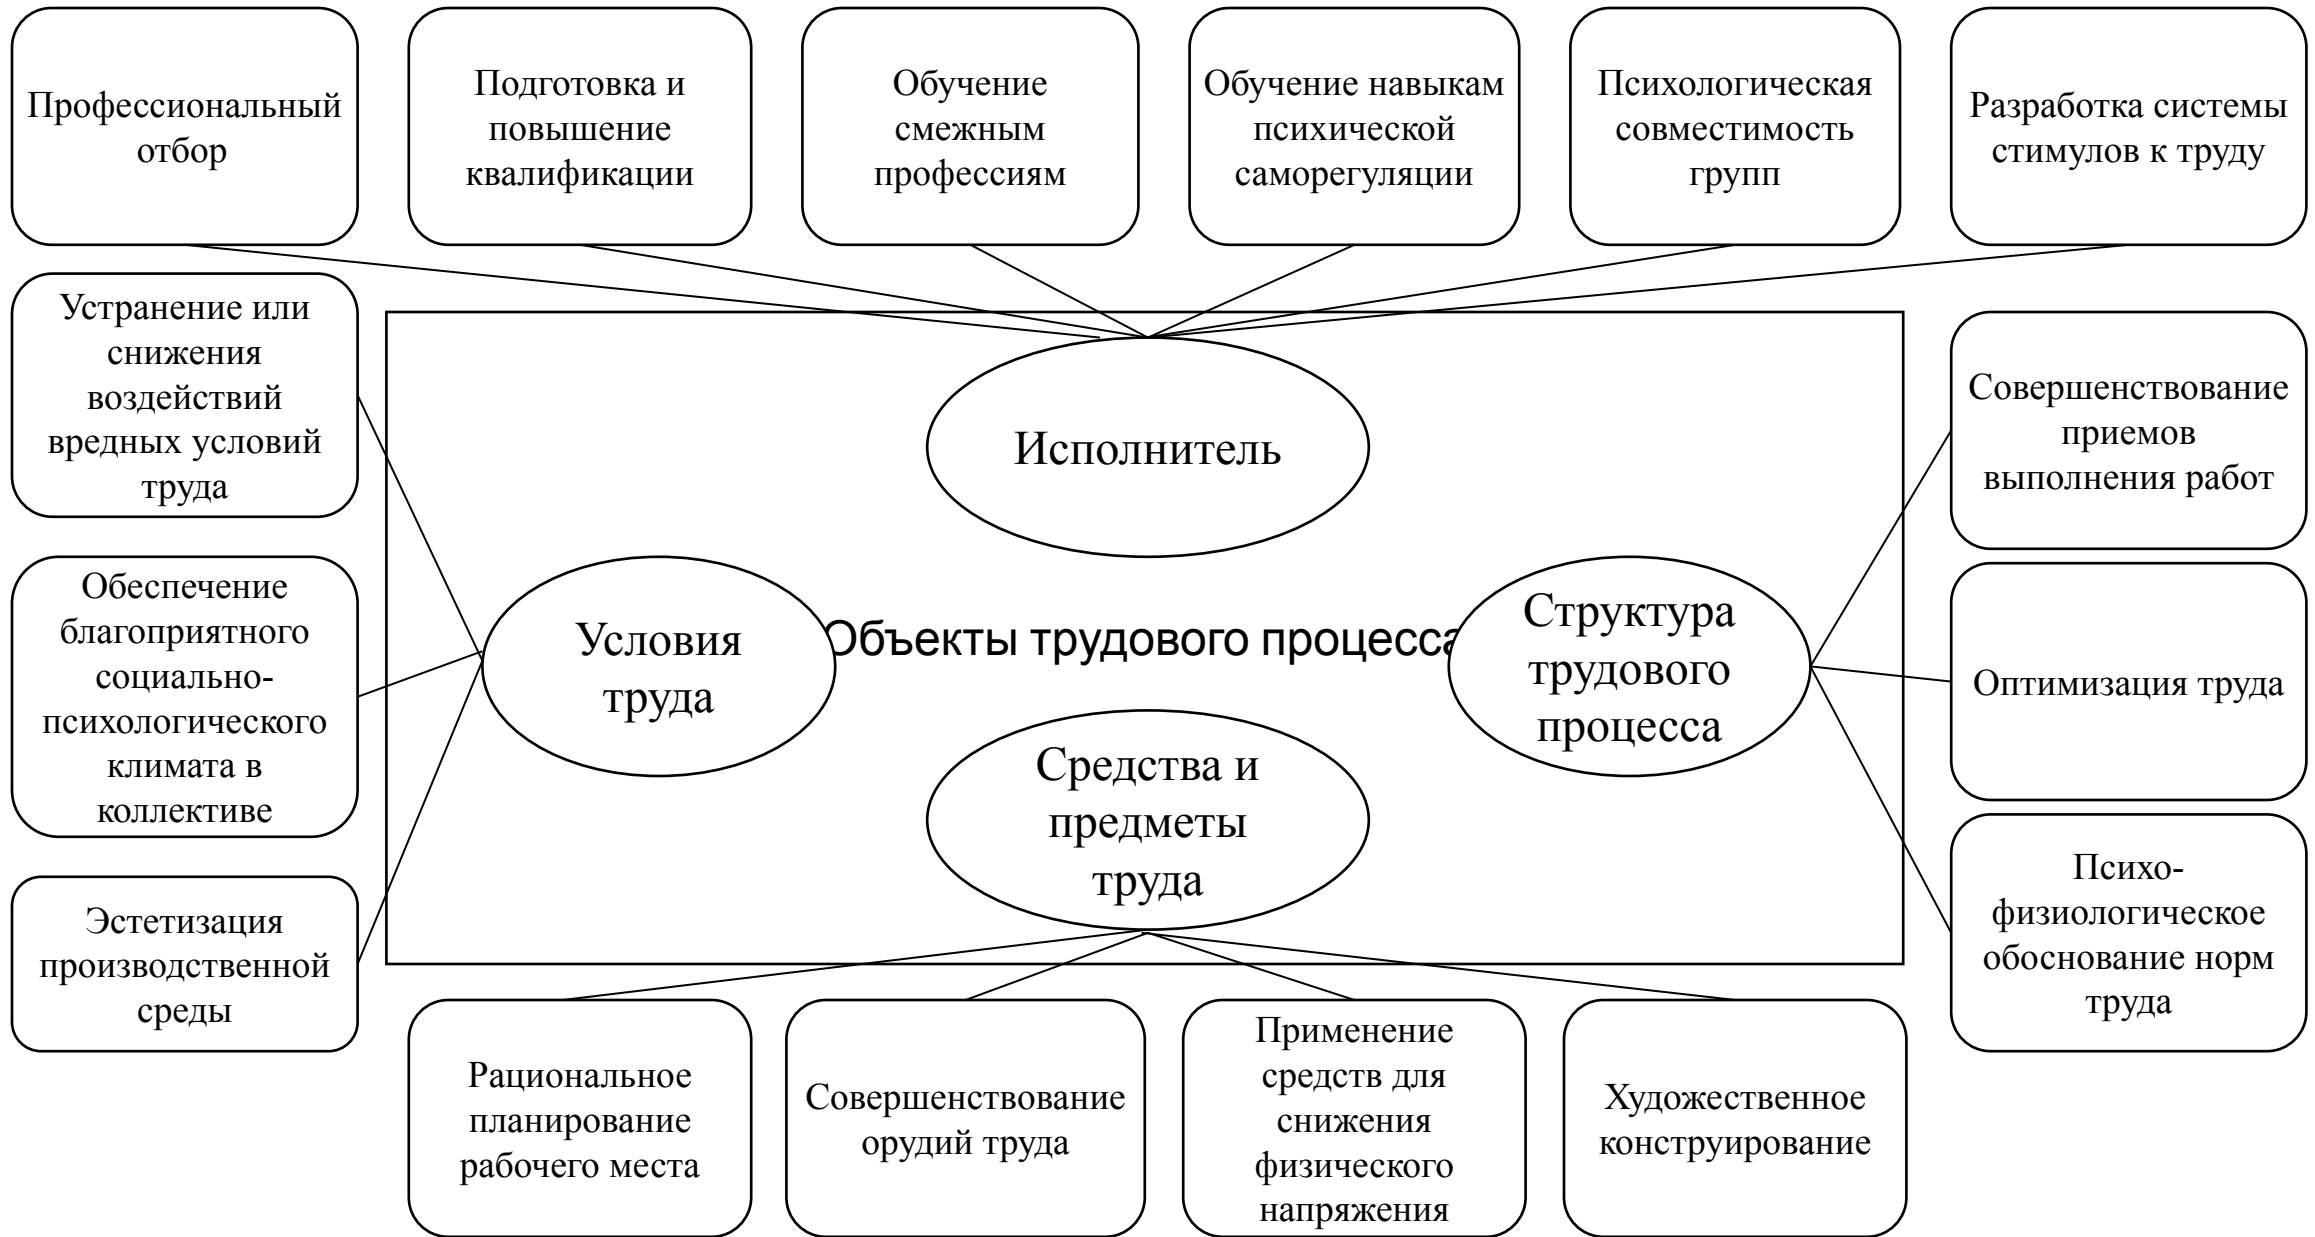 Профессиональный
отбор
Подготовка и
повышение
квалификации
Обучение
смежным
профессиям
Обучение навыкам
психической
саморегуляции
Психологическая
совместимость
групп
Разработка системы
стимулов к труду
Устранение или
снижения
воздействий
вредных условий
труда
Обеспечение
благоприятного
социально-
психологического
климата в
коллективе
Эстетизация
производственной
среды
Исполнитель
Условия
труда
Объекты трудового процесса
Структура
трудового
процесса
Средства и
предметы
труда
Совершенствование
приемов
выполнения работ
Оптимизация труда
Психо-
физиологическое
обоснование норм
труда
Рациональное
планирование
рабочего места
Совершенствование
орудий труда
Применение
средств для
снижения
физического
напряжения
Художественное
конструирование